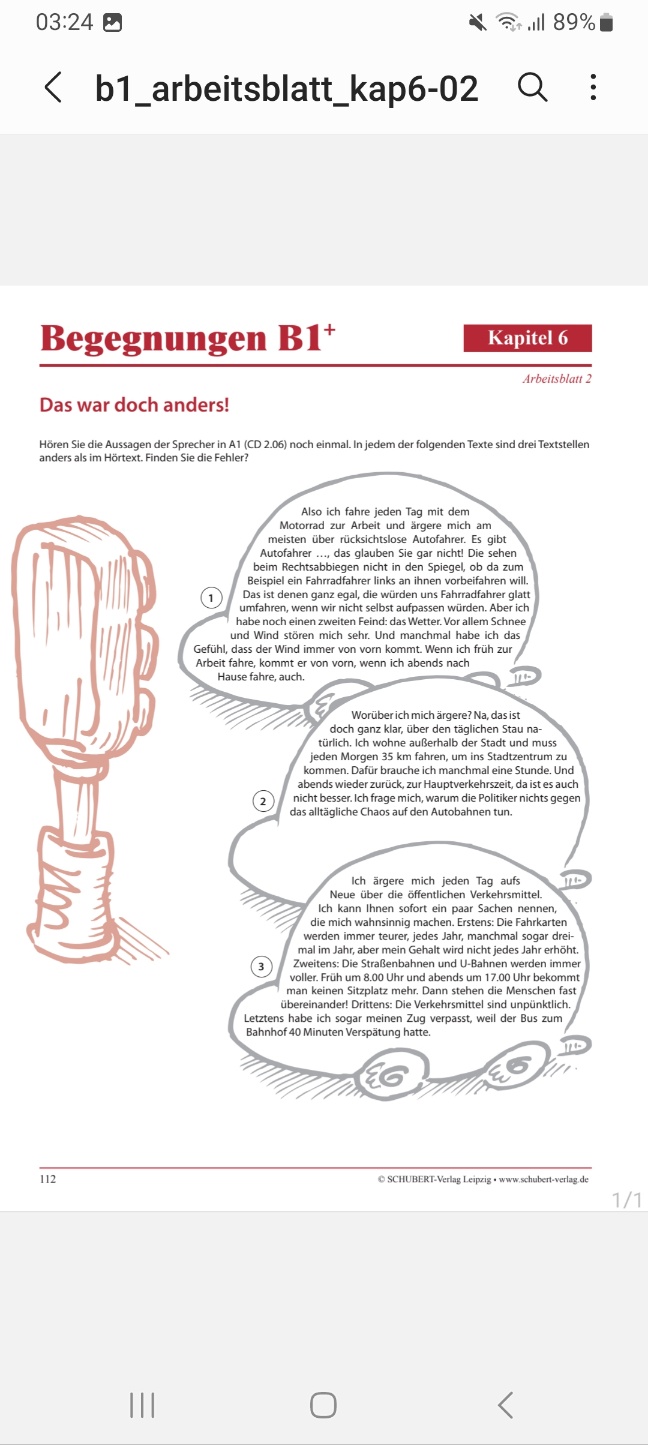 03:24
89%
b1_arbeitsblatt_kap6-02
Begegnungen B1+
Kapitel 6
Arbeitsblatt 2
Das war doch anders!
Hören Sie die Aussagen der Sprecher in A1 (CD 2.06) noch einmal. In jedem der folgenden Texte sind drei Textstellen
anders als im Hörtext. Finden Sie die Fehler?
1
Also ich fahre jeden Tag mit dem
Motorrad zur Arbeit und ärgere mich am
meisten über rücksichtslose Autofahrer. Es gibt
Autofahrer …, das glauben Sie gar nicht! Die sehen
beim Rechtsabbiegen nicht in den Spiegel, ob da zum
Beispiel ein Fahrradfahrer links an ihnen vorbeifahren will.
Das ist denen ganz egal, die würden uns Fahrradfahrer glatt
umfahren, wenn wir nicht selbst aufpassen würden. Aber ich
habe noch einen zweiten Feind: das Wetter. Vor allem Schnee
und Wind stören mich sehr. Und manchmal habe ich das
Gefühl, dass der Wind immer von vorn kommt. Wenn ich früh zur
Arbeit fahre, kommt er von vorn, wenn ich abends nach
Hause fahre, auch.
2
Worüber ich mich ärgere? Na, das ist
doch ganz klar, über den täglichen Stau na-
türlich. Ich wohne außerhalb der Stadt und muss
jeden Morgen 35 km fahren, um ins Stadtzentrum zu
kommen. Dafür brauche ich manchmal eine Stunde. Und
abends wieder zurück, zur Hauptverkehrszeit, da ist es auch
nicht besser. Ich frage mich, warum die Politiker nichts gegen
das alltägliche Chaos auf den Autobahnen tun.
3
Ich ärgere mich jeden Tag aufs
Neue über die öffentlichen Verkehrsmittel.
Ich kann Ihnen sofort ein paar Sachen nennen,
die mich wahnsinnig machen. Erstens: Die Fahrkarten
werden immer teurer, jedes Jahr, manchmal sogar drei-
mal im Jahr, aber mein Gehalt wird nicht jedes Jahr erhöht.
Zweitens: Die Straßenbahnen und U-Bahnen werden immer
voller. Früh um 8.00 Uhr und abends um 17.00 Uhr bekommt
man keinen Sitzplatz mehr. Dann stehen die Menschen fast
übereinander! Drittens: Die Verkehrsmittel sind unpünktlich.
Letztens habe ich sogar meinen Zug verpasst, weil der Bus zum
Bahnhof 40 Minuten Verspätung hatte.
112
© SCHUBERT-Verlag Leipzig • www.schubert-verlag.de
1/1